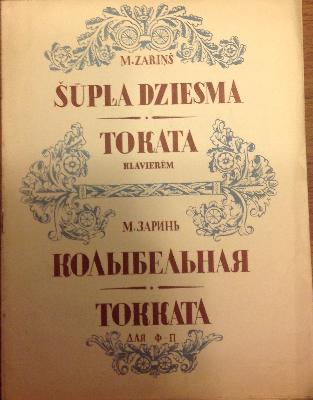 M. ZARIŅŠ
ŠŪPĻA DZIESMA
TOKATA
KLAVIERĒM
М. ЗАРИНЬ
КОЛЫБЕЛЬНАЯ
ТОККАТА
ДЛЯ Ф-П